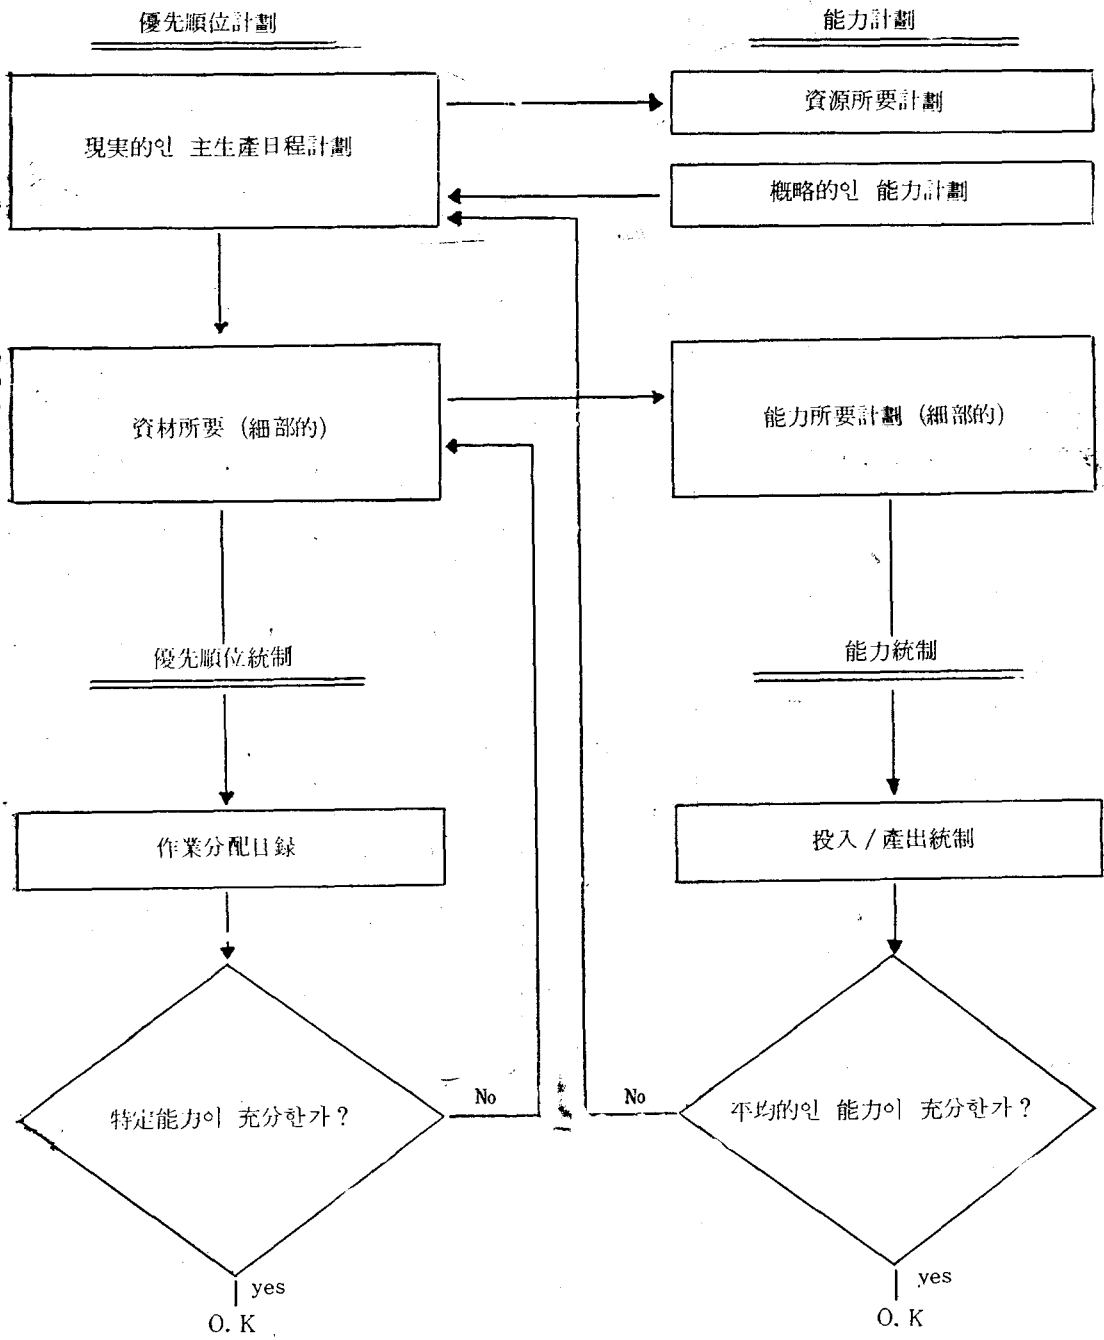 優先順位計劃
能力計劃
現実的인 主生産日程計劃
資源所要計劃
概略的인 能力計劃
資材所要 (細部的)
能力所要計劃 (細部的)
優先順位統制
能力統制
作業分配目録
投入 / 産出統制
特定能力이 充分한가 ?
No
No
平均的인 能力이 充分한가 ?
yes
O. K
yes
O. K